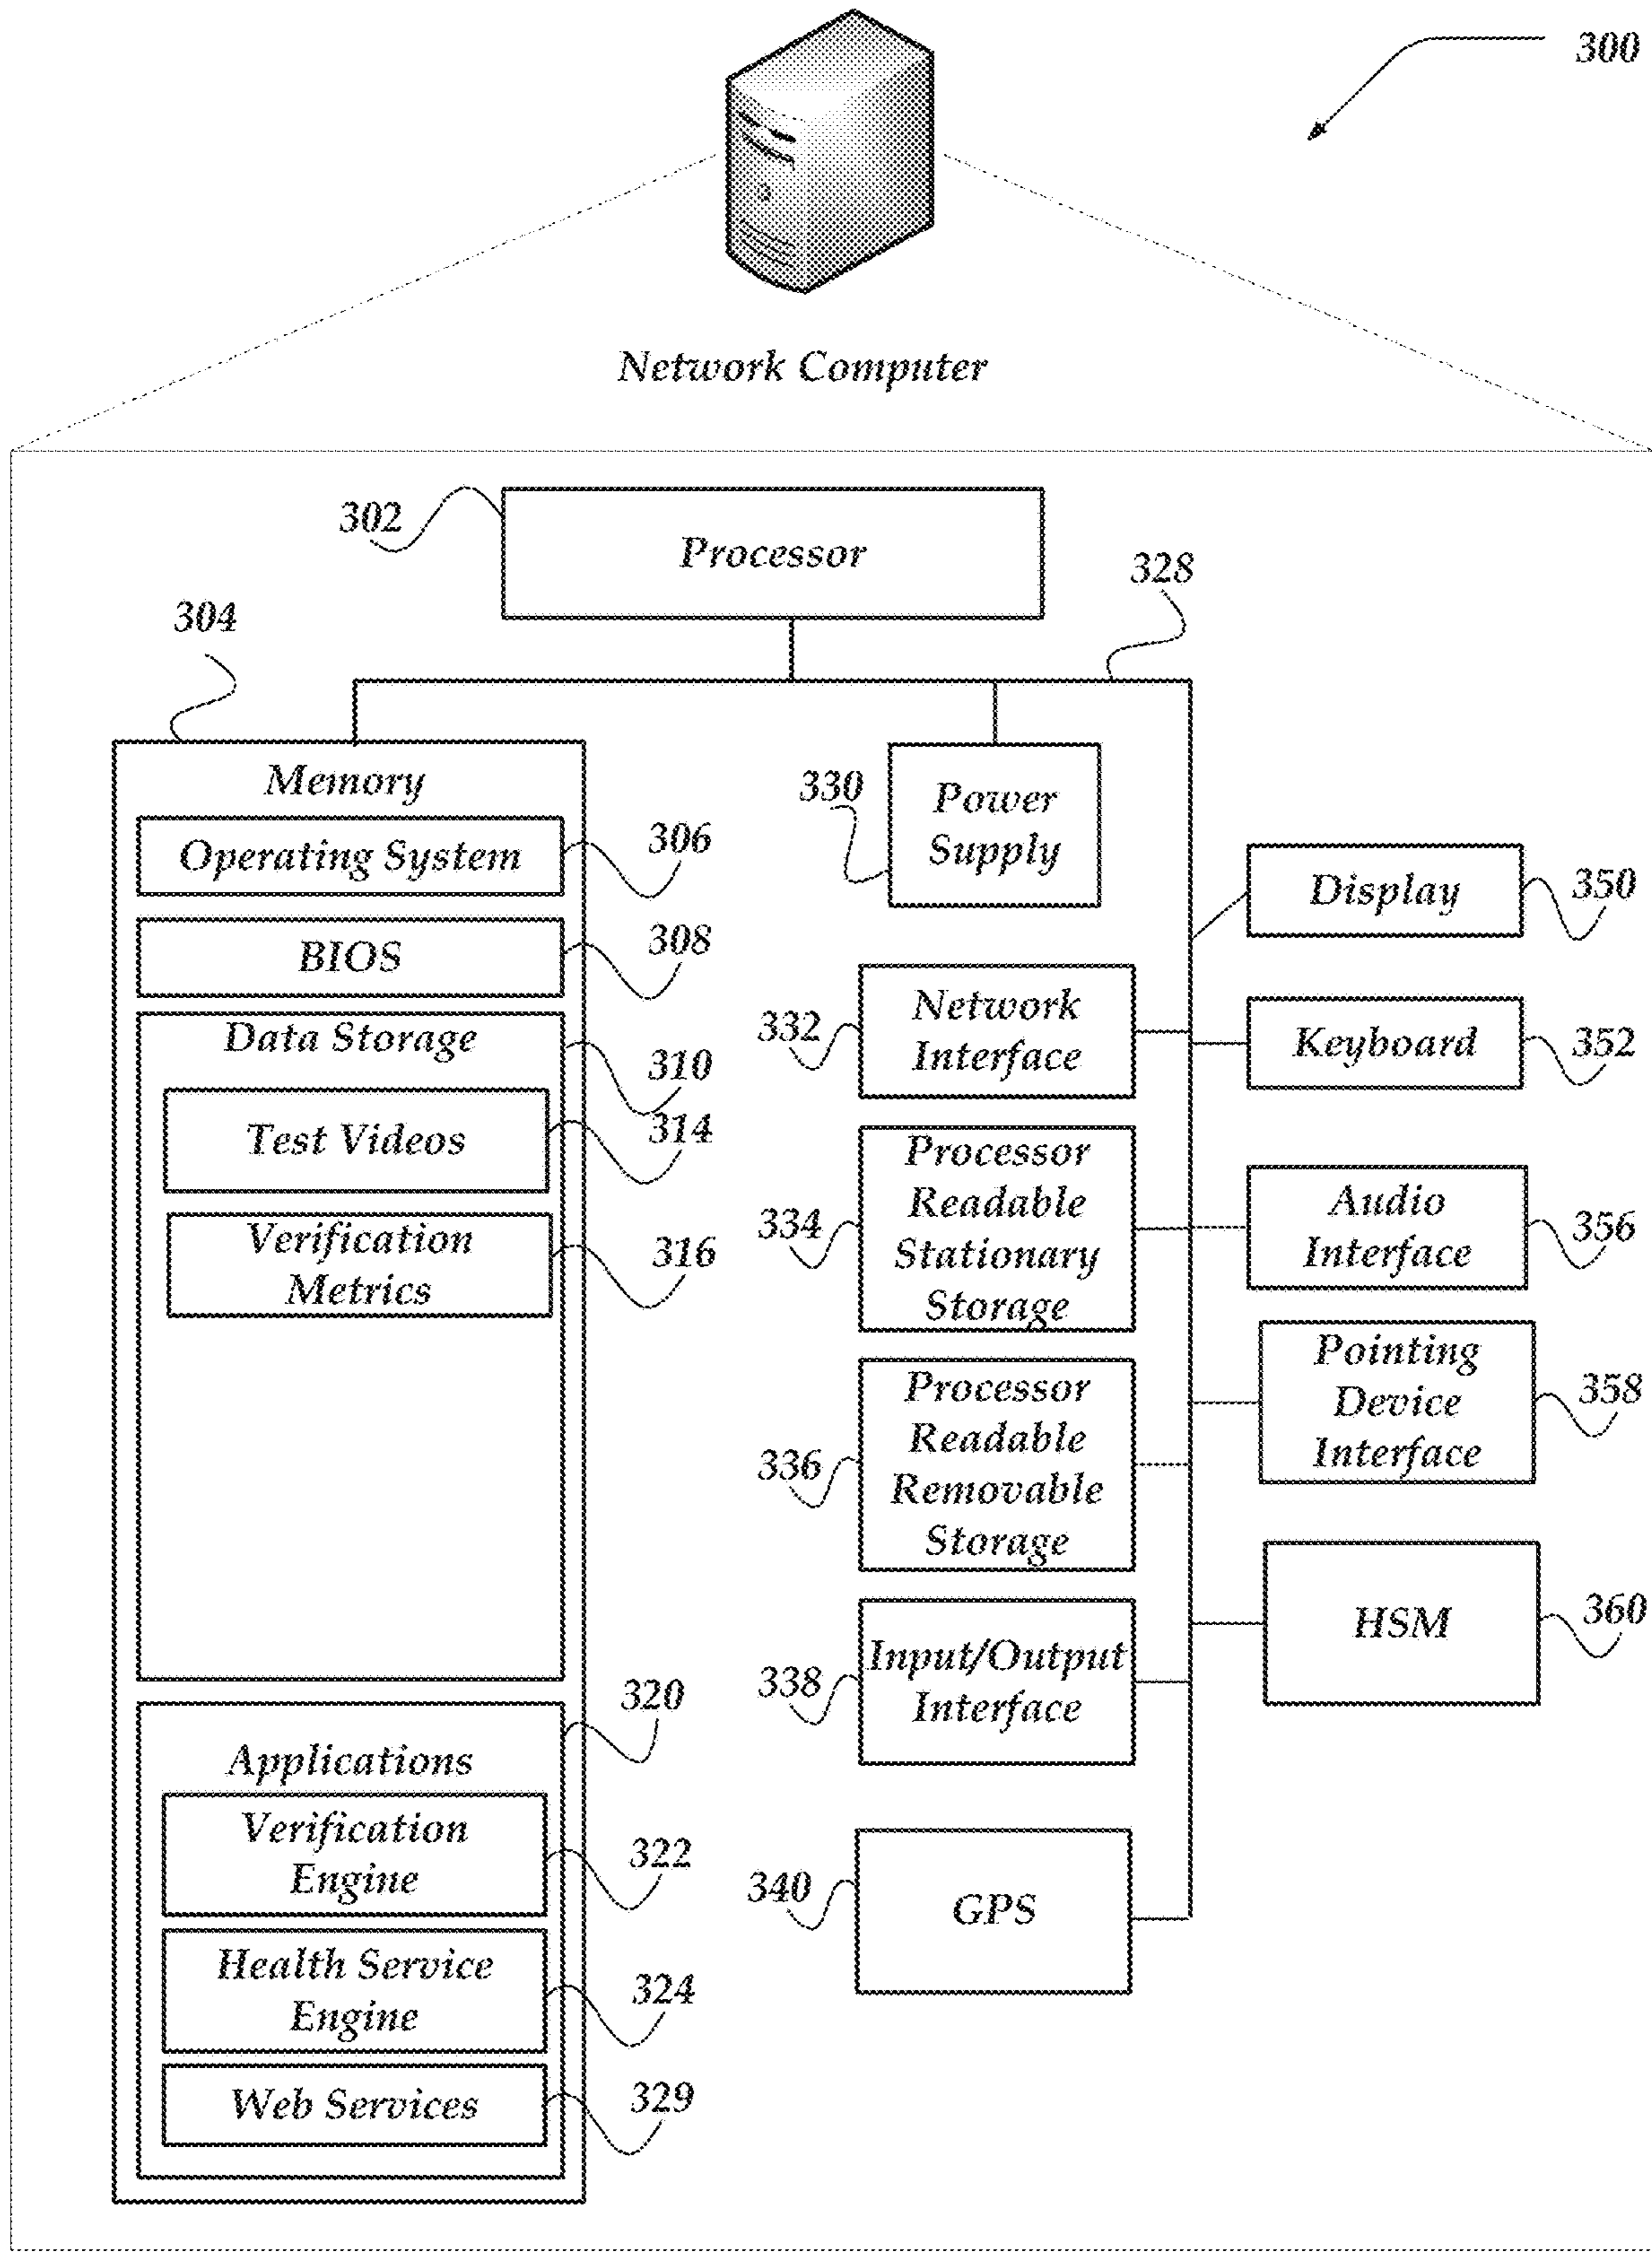 300
Network Computer
302
Processor
328
304
Memory
Operating System
306
BIOS
308
Data Storage
310
Test Videos
314
Verification
Metrics
316
Applications
320
Verification
Engine
322
Health Service
Engine
324
Web Services
329
330
Power
Supply
332
Network
Interface
334
Processor
Readable
Stationary
Storage
336
Processor
Readable
Removable
Storage
338
Input/Output
Interface
340
GPS
Display
350
Keyboard
352
Audio
Interface
356
Pointing
Device
Interface
358
HSM
360